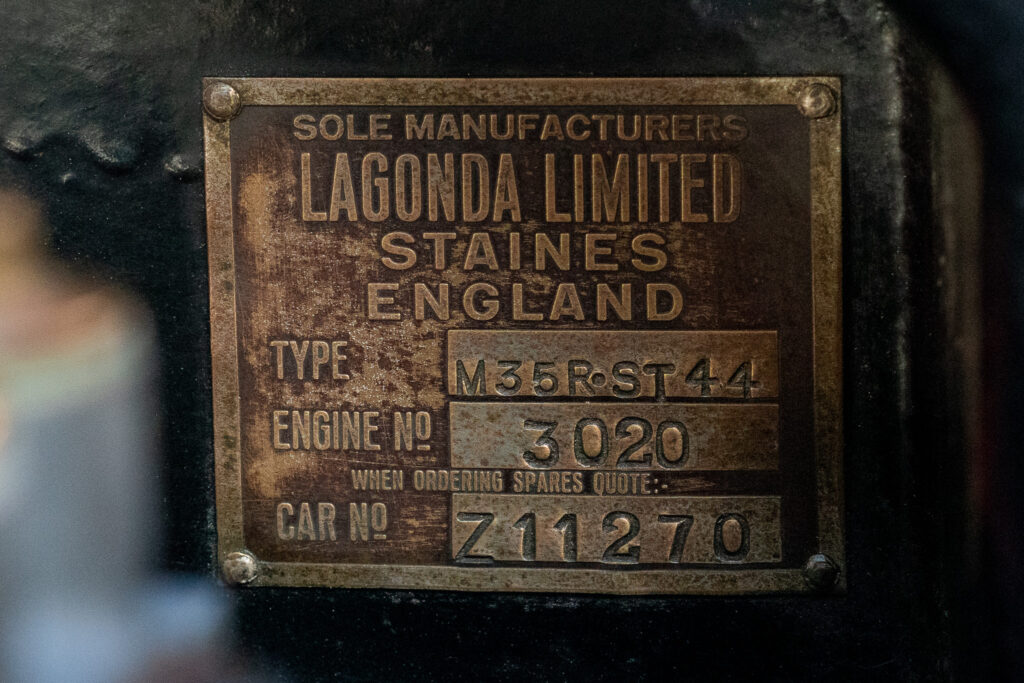 SOLE MANUFACTURERS
LAGONDA LIMITED
STAINES
ENGLAND
TYPE M35R·ST44
ENGINE Nº 3020
WHEN ORDERING SPARES QUOTE:-
CAR Nº Z11270